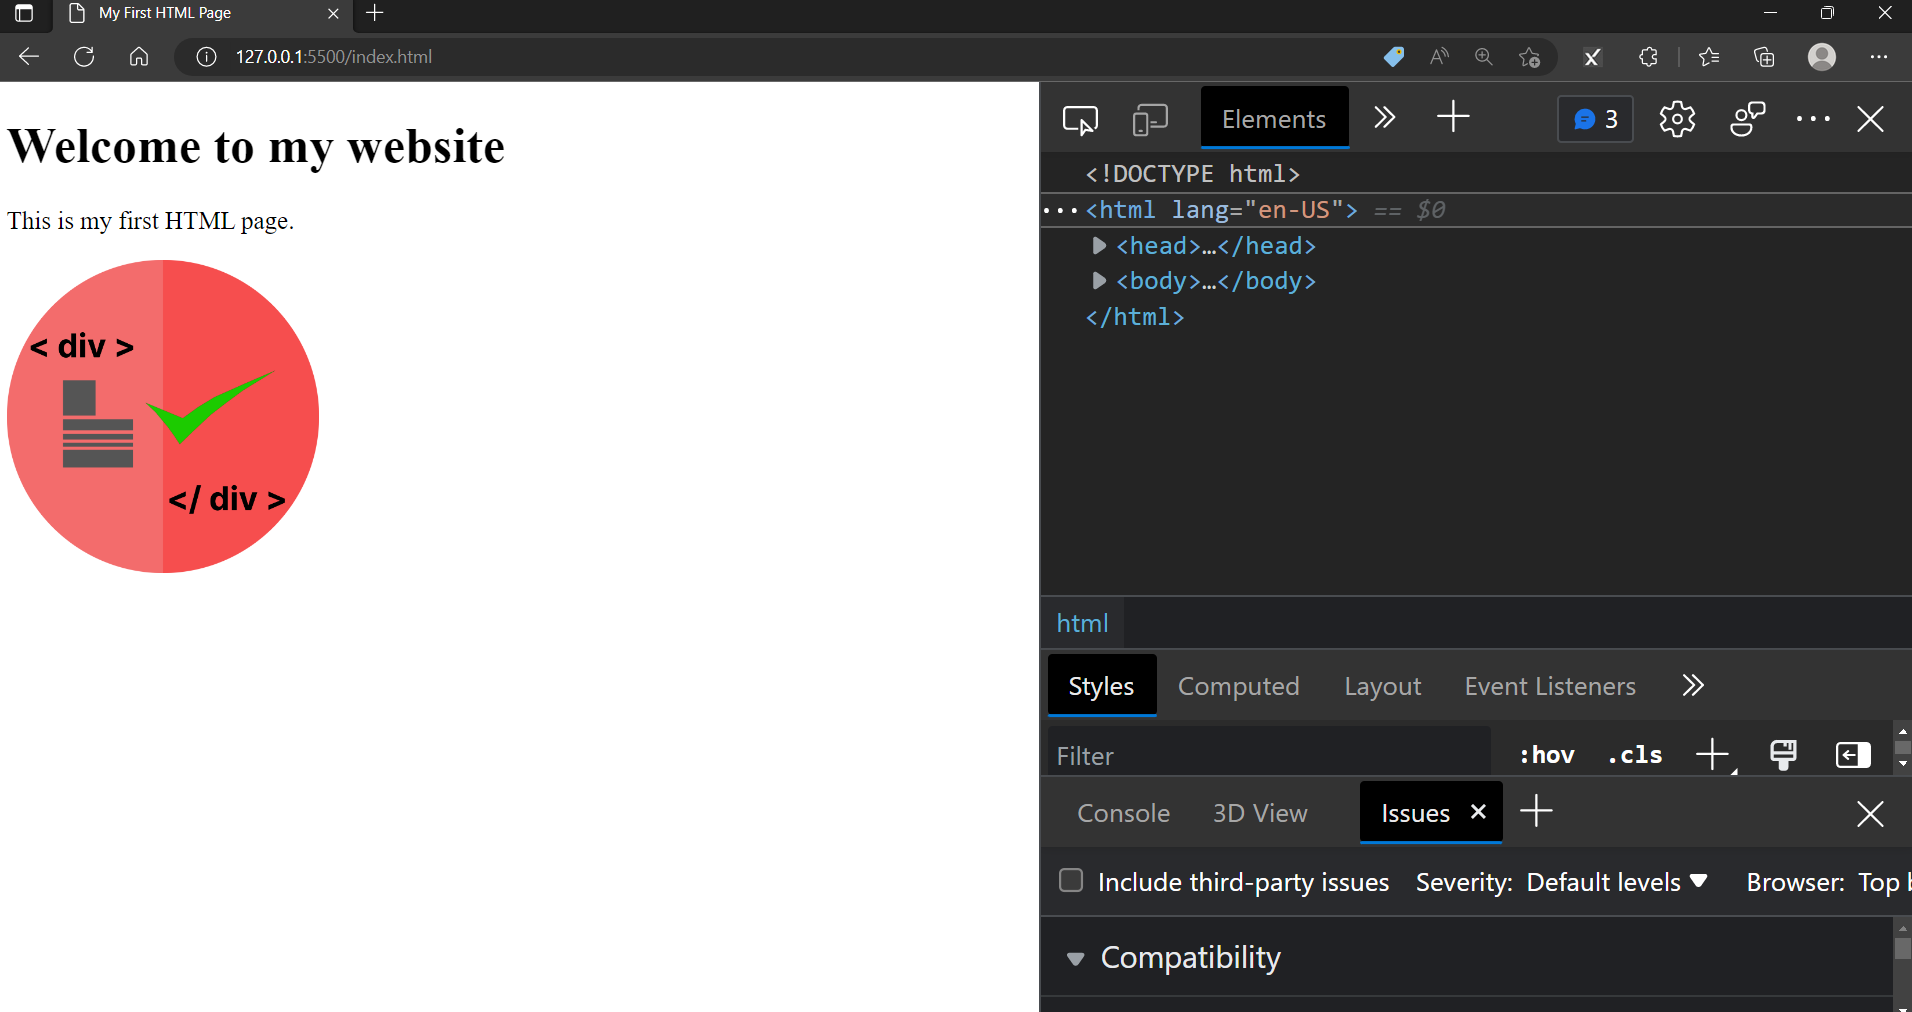 My First HTML Page
127.0.0.1:5500/index.html
Welcome to my website
This is my first HTML page.
< div >
</ div >
Elements
3
<!DOCTYPE html>
<html lang="en-US"> == $0
<head>…</head>
<body>…</body>
</html>
html
Styles Computed Layout Event Listeners
Filter
:hov .cls
Console 3D View Issues
Include third-party issues Severity: Default levels Browser: Top
Compatibility